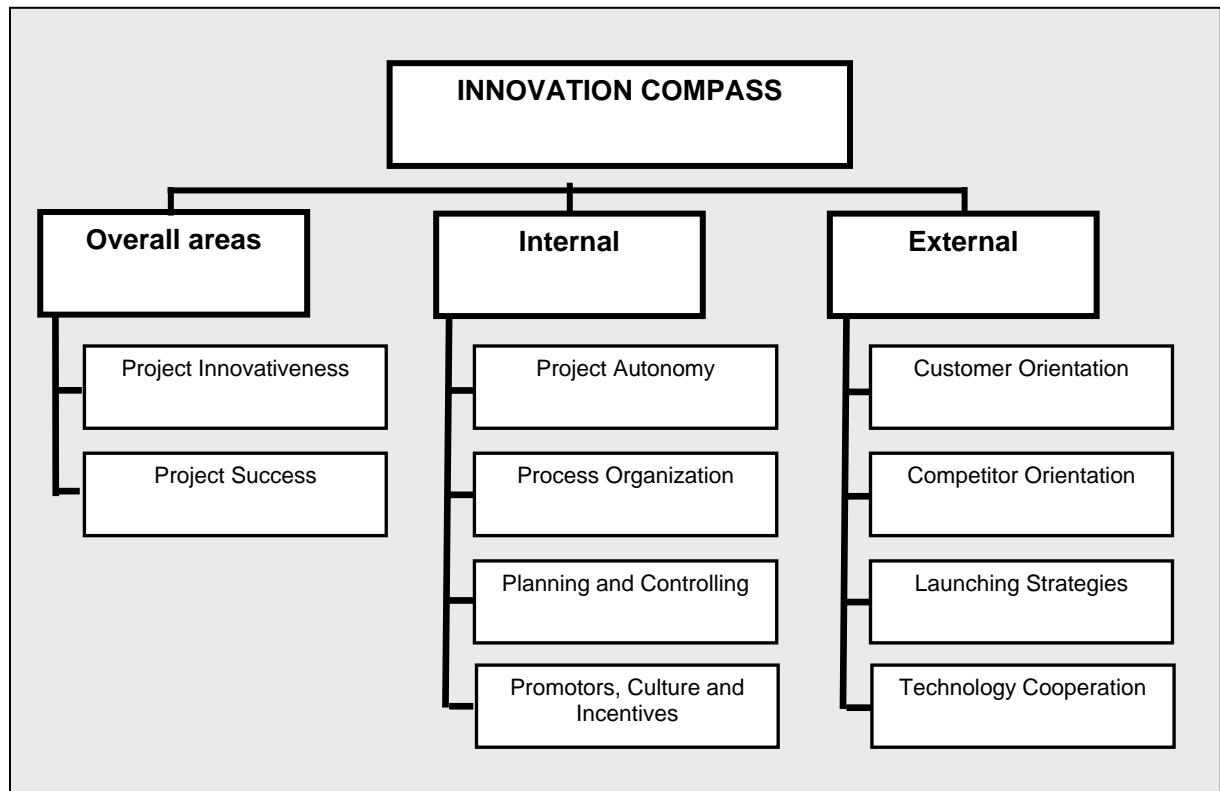 INNOVATION COMPASS
Overall areas
Internal
External
Project Innovativeness
Project Success
Project Autonomy
Process Organization
Planning and Controlling
Promotors, Culture and
Incentives
Customer Orientation
Competitor Orientation
Launching Strategies
Technology Cooperation